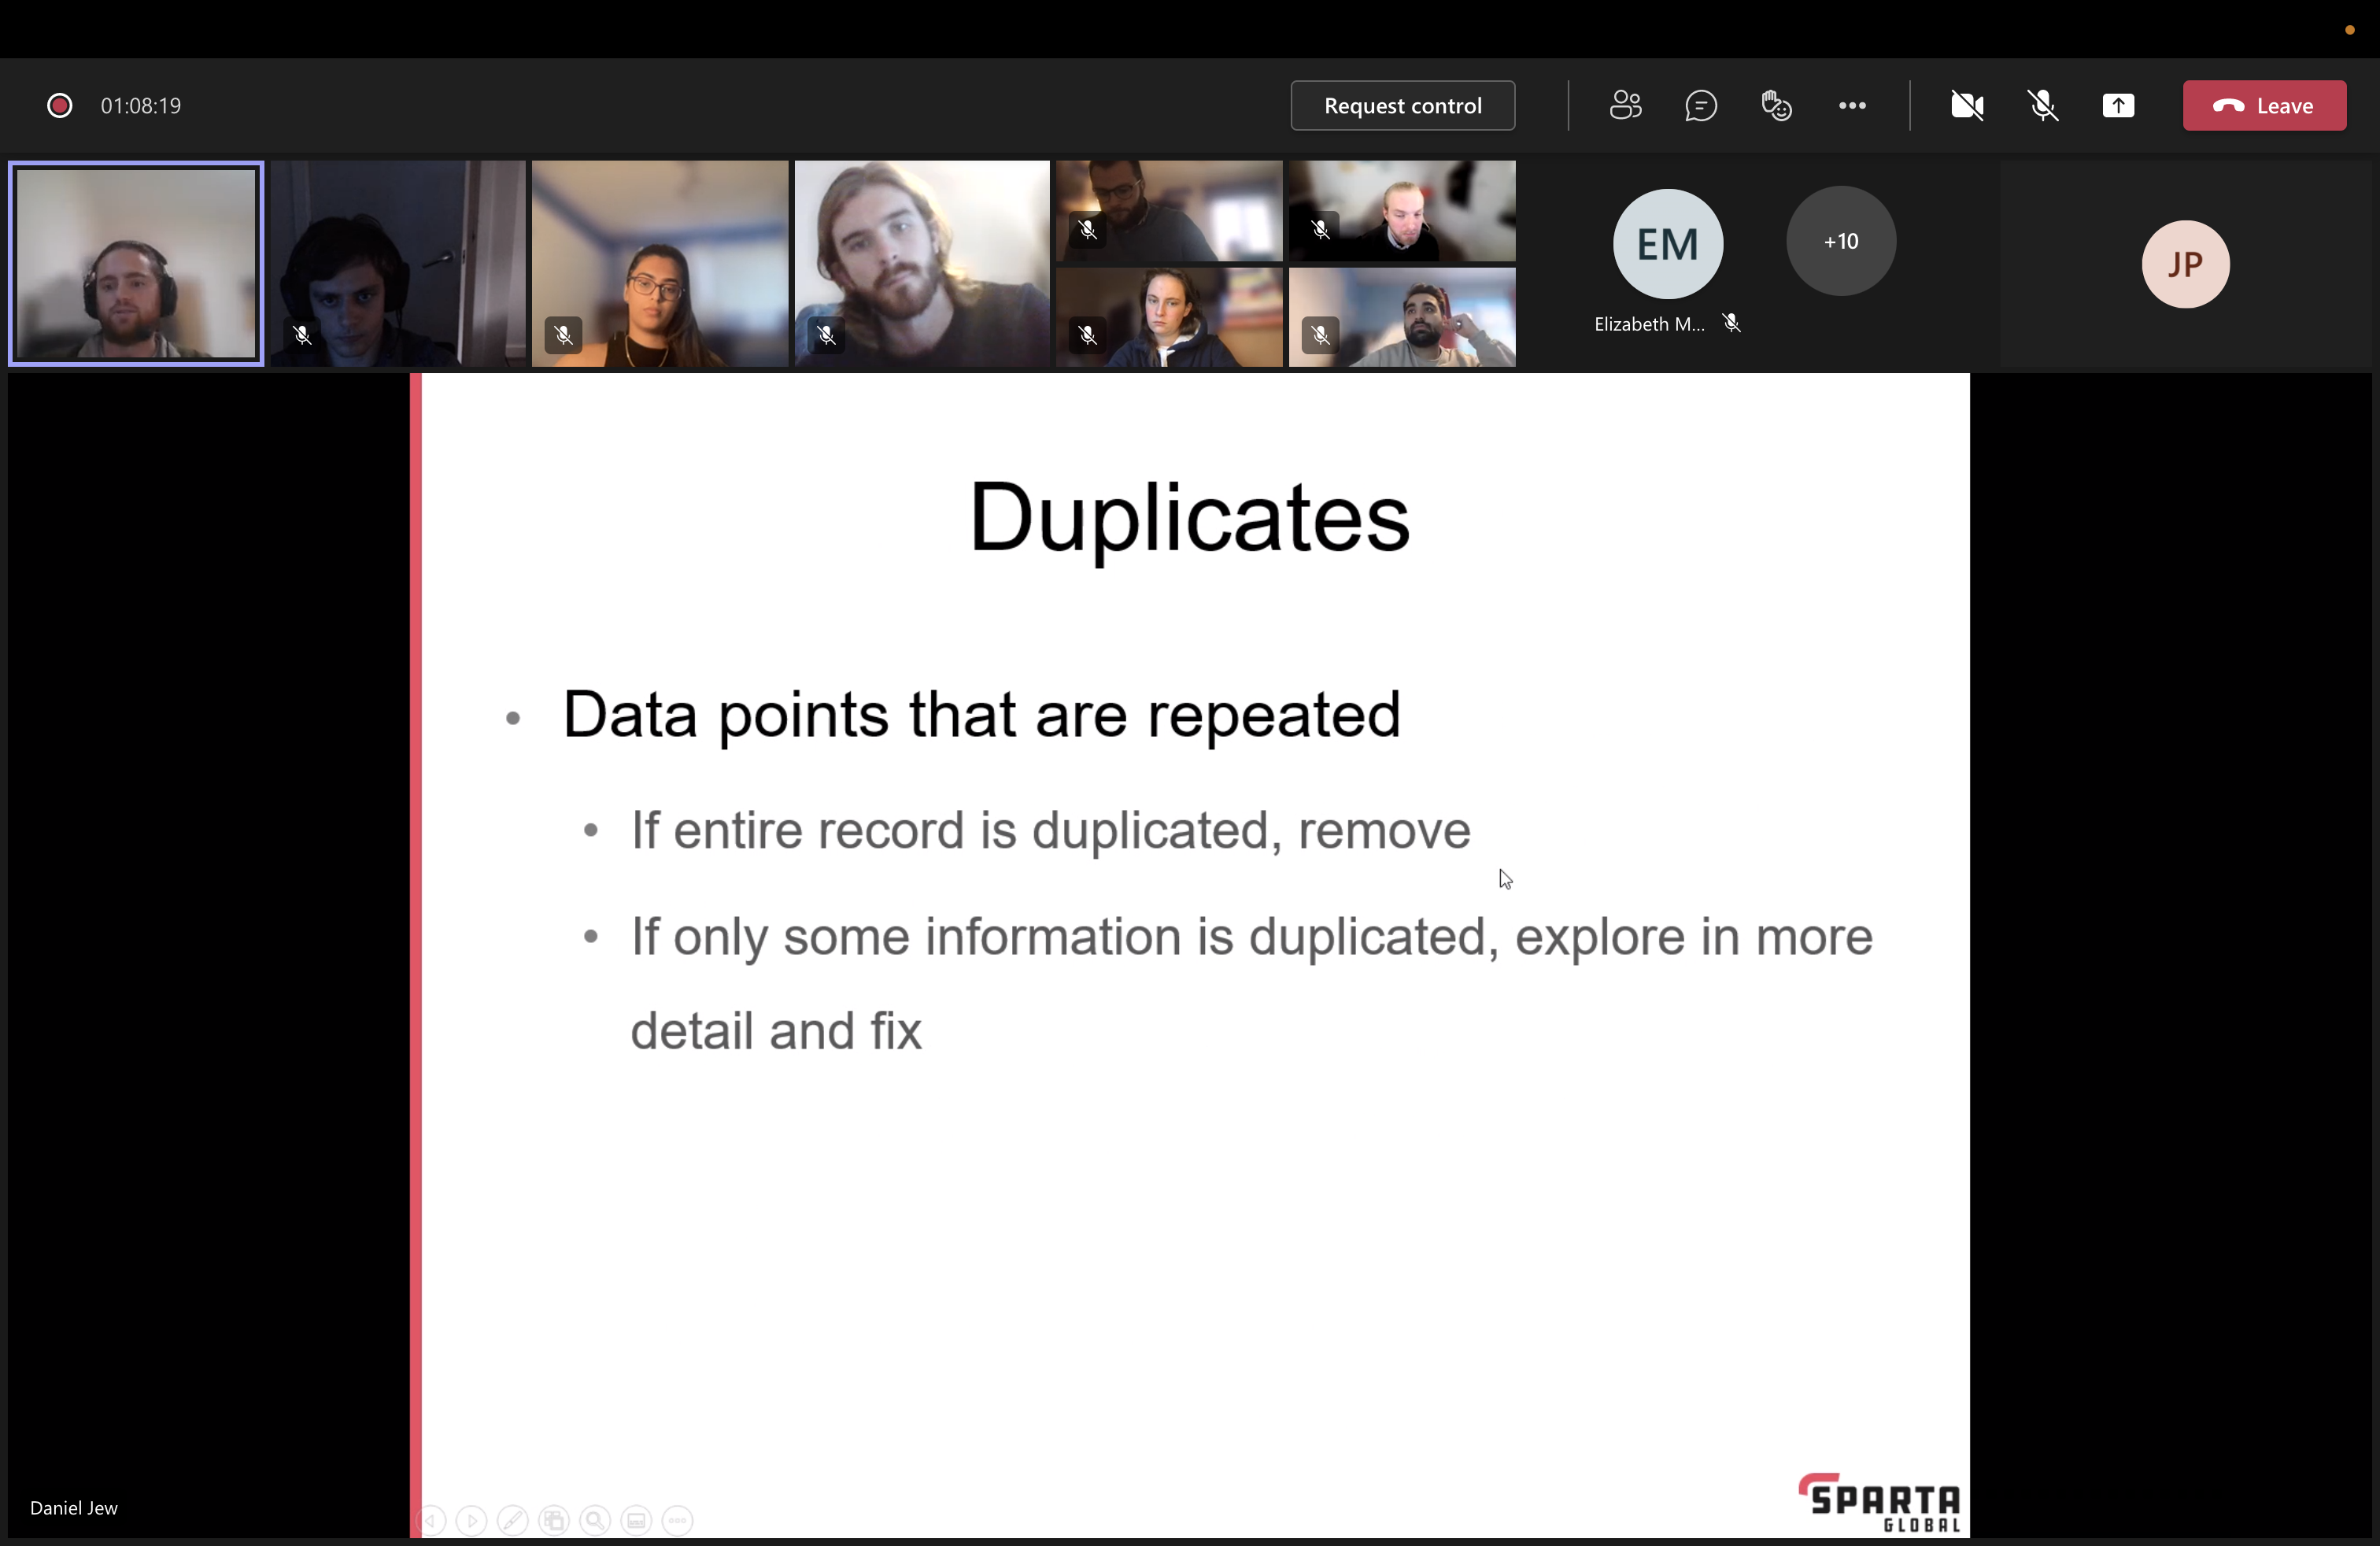 01:08:19
Request control
Leave
EM
+10
JP
Elizabeth M...
Duplicates
• Data points that are repeated
• If entire record is duplicated, remove
• If only some information is duplicated, explore in more
detail and fix
Daniel Jew
SPARTA
GLOBAL